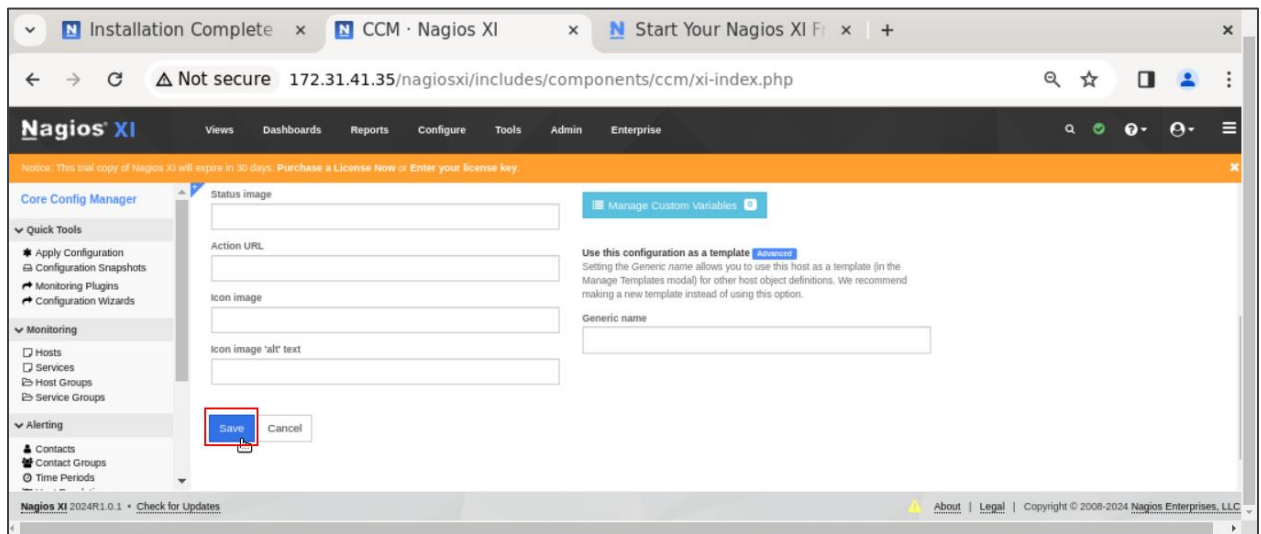 Installation Complete
CCM · Nagios XI
Start Your Nagios XI Fr
Not secure 172.31.41.35/nagiosxi/includes/components/ccm/xi-index.php
Nagios® XI
Views Dashboards Reports Configure Tools Admin Enterprise
Notice: This trial copy of Nagios XI will expire in 30 days. Purchase a License Now or Enter your license key.
Core Config Manager
Quick Tools
Apply Configuration
Configuration Snapshots
Monitoring Plugins
Configuration Wizards
Monitoring
Hosts
Services
Host Groups
Service Groups
Alerting
Contacts
Contact Groups
Time Periods
Status image
Action URL
Icon image
Icon image 'alt' text
Save Cancel
Manage Custom Variables 0
Use this configuration as a template Advanced
Setting the Generic name allows you to use this host as a template (in the
Manage Templates modal) for other host object definitions. We recommend
making a new template instead of using this option.
Generic name
Nagios XI 2024R1.0.1 • Check for Updates
About | Legal | Copyright © 2008-2024 Nagios Enterprises, LLC